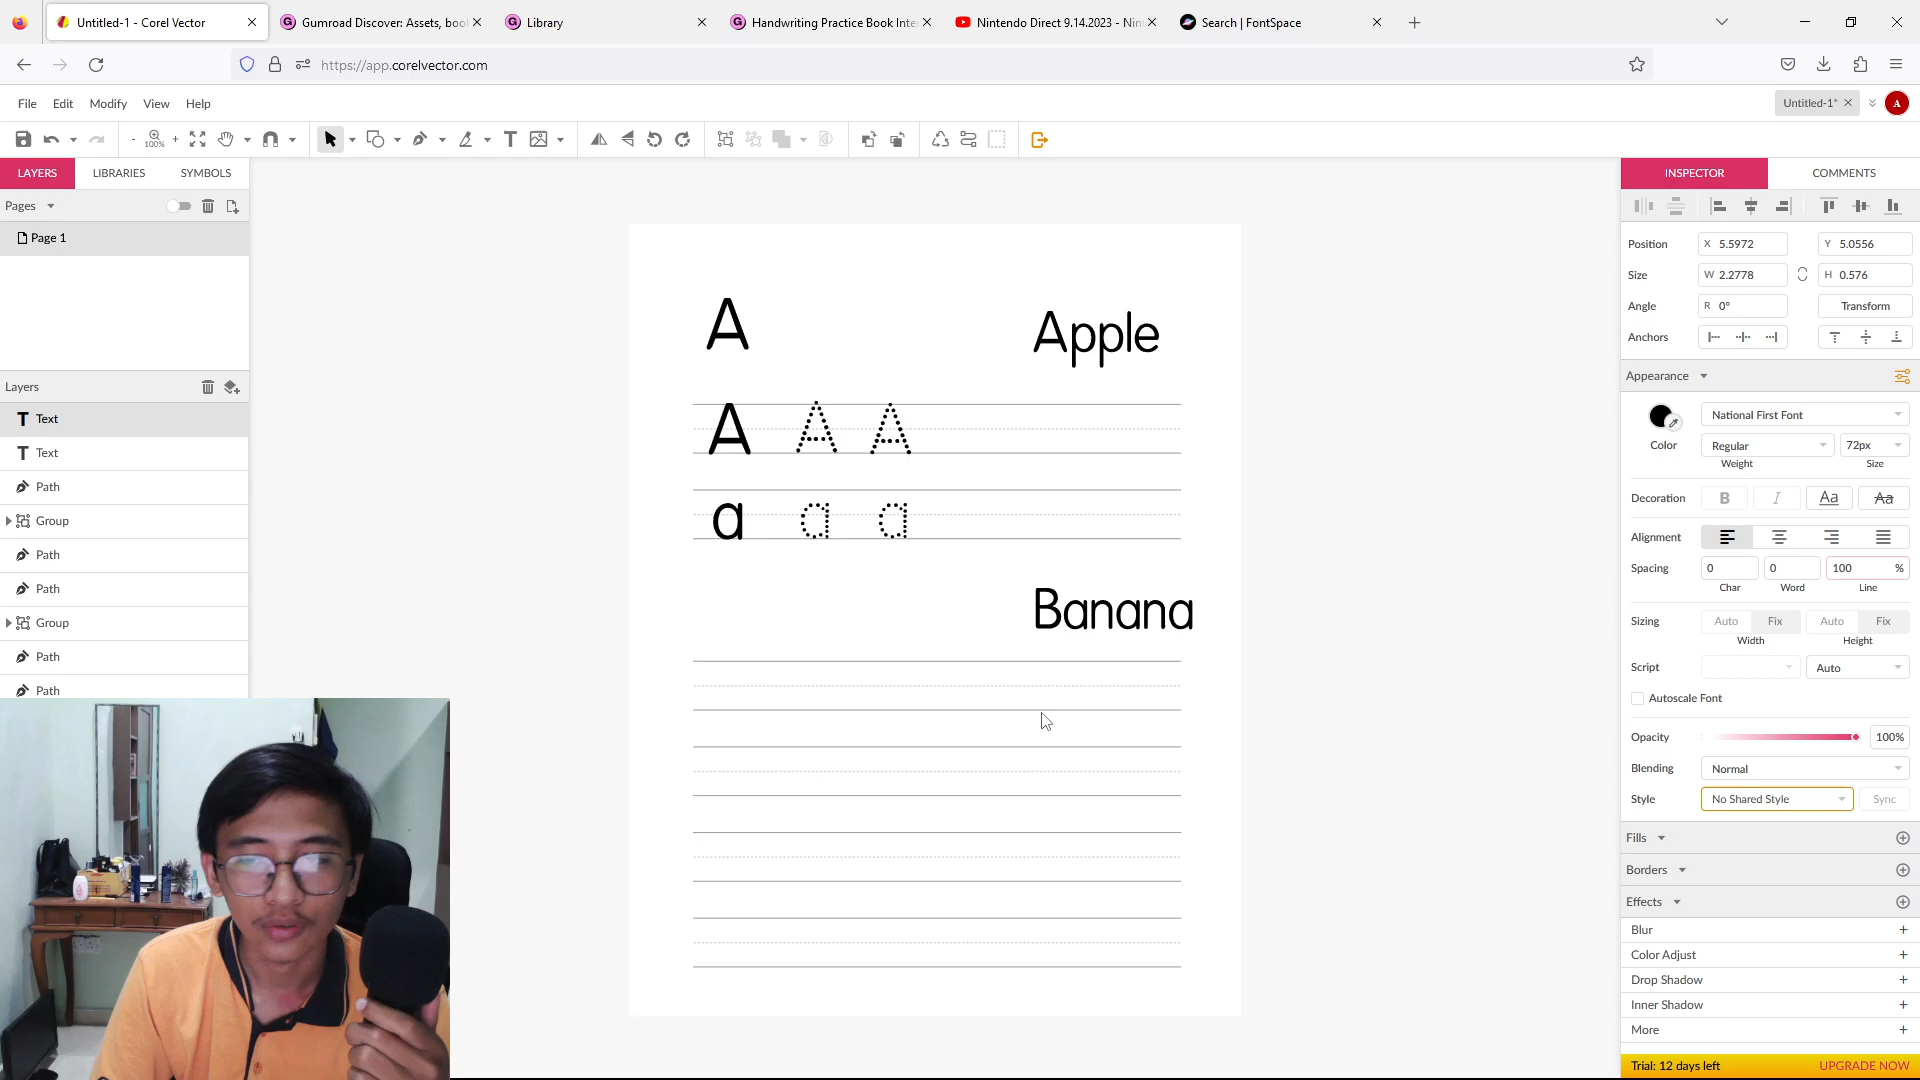 Untitled-1 - Corel Vector
Gumroad Discover: Assets, boo
Library
Handwriting Practice Book Inte
Nintendo Direct 9.14.2023 - Nin
Search | FontSpace
https://app.corelvector.com
File Edit Modify View Help
Untitled-1*
A
- 100% +
T
LAYERS LIBRARIES SYMBOLS
Pages
Page 1
Layers
T Text
T Text
Path
Group
Path
Path
Group
Path
Path
A Apple
A A A
a a a
Banana
INSPECTOR COMMENTS
Position X 5.5972 Y 5.0556
Size W 2.2778 H 0.576
Angle R 0° Transform
Anchors
Appearance
National First Font
Color Regular 72px
Weight Size
Decoration B I Aa Aa
Alignment
Spacing 0 0 100 %
Char Word Line
Sizing Auto Fix Auto Fix
Width Height
Script Auto
Autoscale Font
Opacity 100%
Blending Normal
Style No Shared Style Sync
Fills
Borders
Effects
Blur +
Color Adjust +
Drop Shadow +
Inner Shadow +
More +
Trial: 12 days left UPGRADE NOW